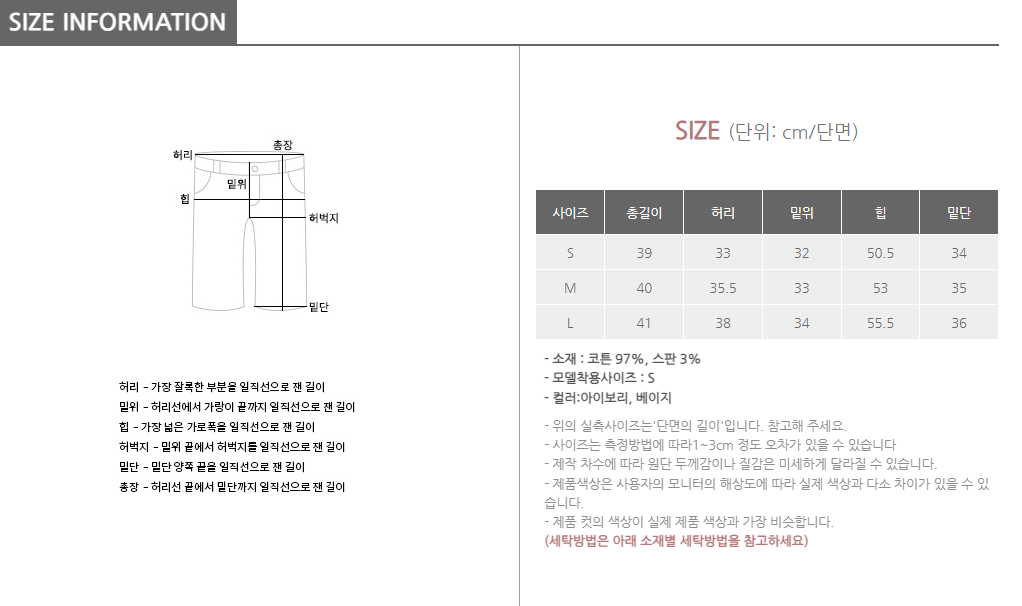 SIZE INFORMATION
총장
허리
밑위
힙
허벅지
밑단
허리 - 가장 잘록한 부분을 일직선으로 잰 길이
밑위 - 허리선에서 가랑이 끝까지 일직선으로 잰 길이
힙 - 가장 넓은 가로폭을 일직선으로 잰 길이
허벅지 - 밑위 끝에서 허벅지를 일직선으로 잰 길이
밑단 - 밑단 양쪽 끝을 일직선으로 잰 길이
총장 - 허리선 끝에서 밑단까지 일직선으로 잰 길이
SIZE (단위: cm/단면)
사이즈 총길이 허리 밑위 힙 밑단
S 39 33 32 50.5 34
M 40 35.5 33 53 35
L 41 38 34 55.5 36
- 소재 : 코튼 97%, 스판 3%
- 모델착용사이즈 : S
- 컬러:아이보리, 베이지
- 위의 실측사이즈는'단면의 길이'입니다. 참고해 주세요.
- 사이즈는 측정방법에 따라1~3cm 정도 오차가 있을 수 있습니다
- 제작 차수에 따라 원단 두께감이나 질감은 미세하게 달라질 수 있습니다.
- 제품색상은 사용자의 모니터의 해상도에 따라 실제 색상과 다소 차이가 있을 수 있
습니다.
- 제품 컷의 색상이 실제 제품 색상과 가장 비슷합니다.
(세탁방법은 아래 소재별 세탁방법을 참고하세요)